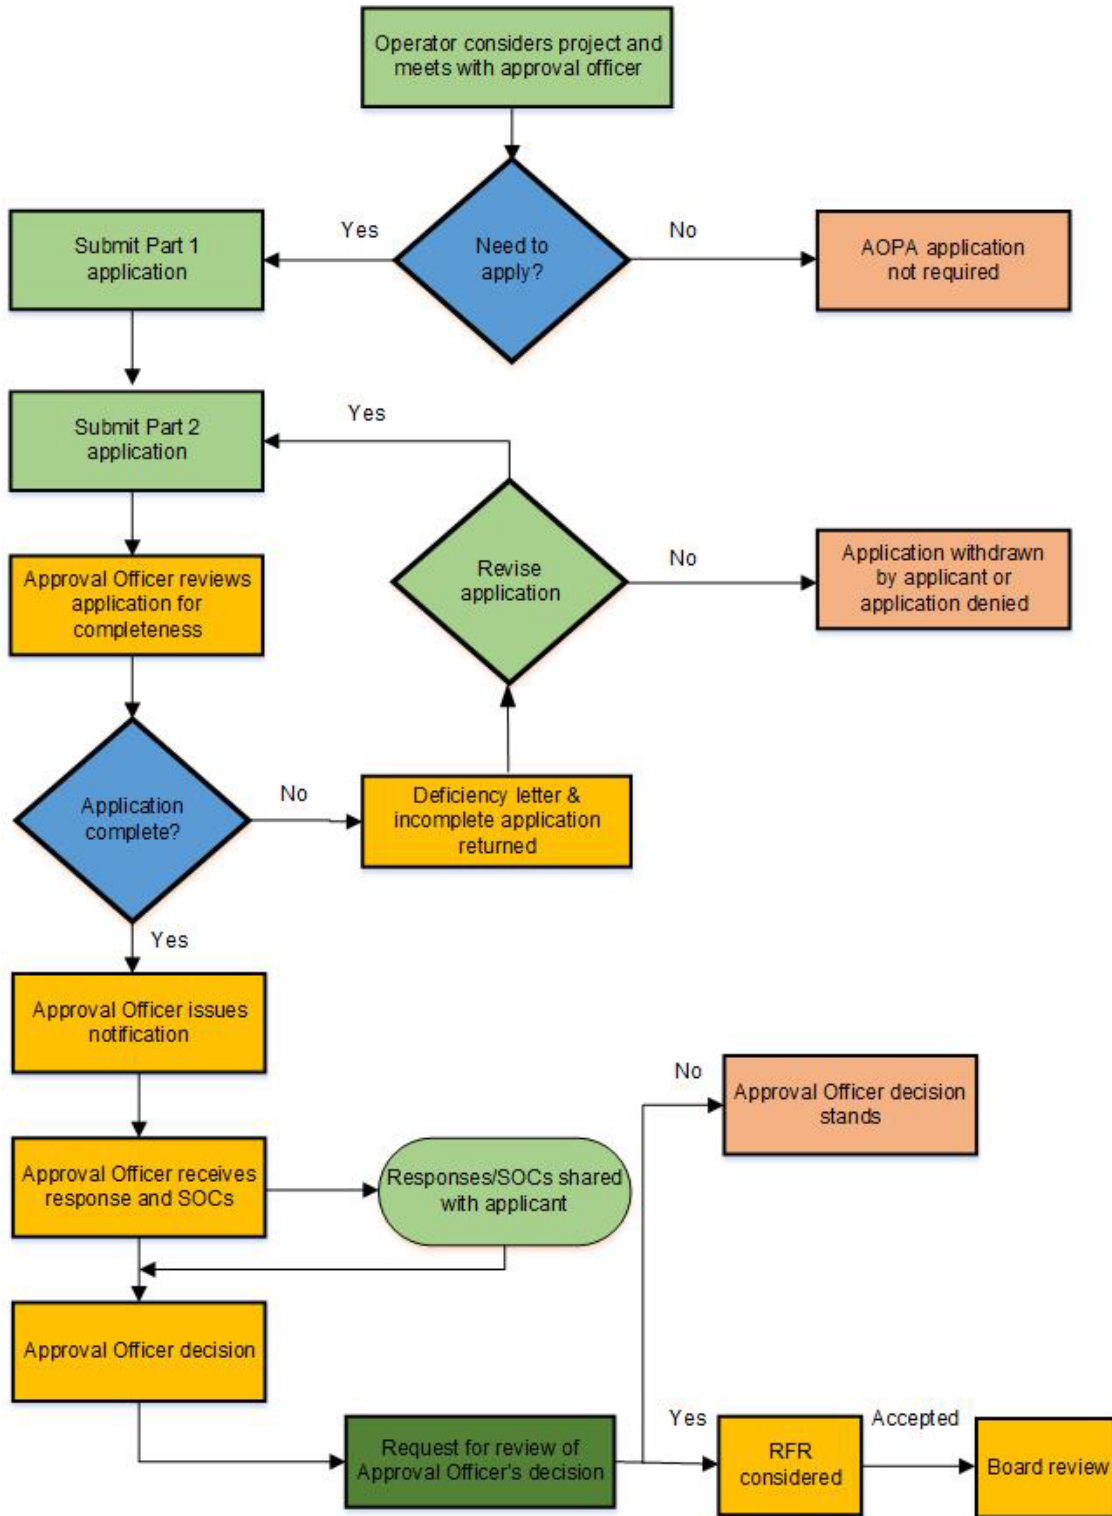 Operator considers project and
meets with approval officer
Yes
Need to
apply?
No
Submit Part 1
application
AOPA application
not required
Submit Part 2
application
Yes
Approval Officer reviews
application for
completeness
Revise
application
No
Application withdrawn
by applicant or
application denied
Application
complete?
No
Deficiency letter &
incomplete application
returned
Yes
Approval Officer issues
notification
No
Approval Officer decision
stands
Approval Officer receives
response and SOCs
Responses/SOCs shared
with applicant
Approval Officer decision
Request for review of
Approval Officer's decision
Yes
RFR
considered
Accepted
Board review